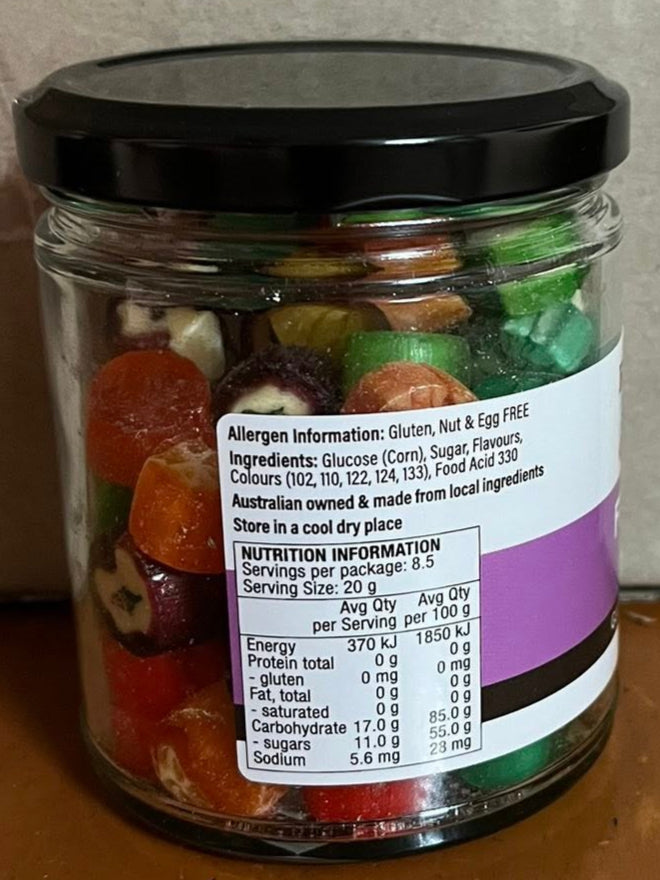 Allergen Information: Gluten, Nut & Egg FREE
Ingredients: Glucose (Corn), Sugar, Flavours,
Colours (102, 110, 122, 124, 133), Food Acid 330
Australian owned & made from local ingredients
Store in a cool dry place
NUTRITION INFORMATION
Servings per package: 8.5
Serving Size: 20 g
Avg Qty Avg Qty
per Serving per 100 g
Energy 370 kJ 1850 kJ
Protein total 0 g 0 g
- gluten 0 mg 0 mg
Fat, total 0 g 0 g
- saturated 0 g 0 g
Carbohydrate 17.0 g 85.0 g
- sugars 11.0 g 55.0 g
Sodium 5.6 mg 28 mg